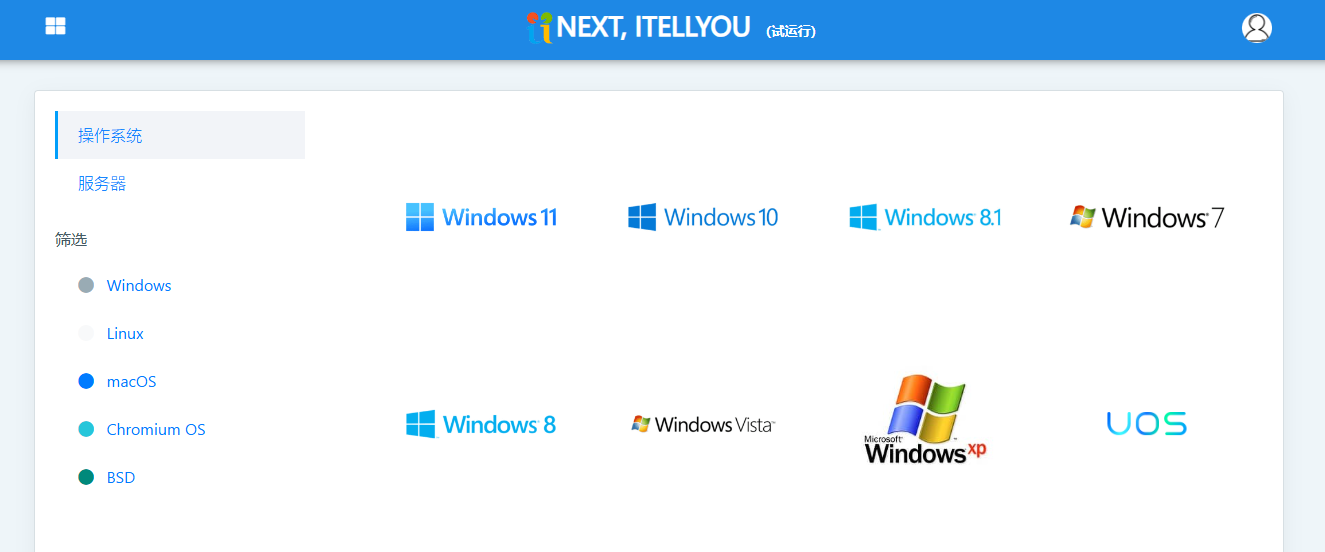 NEXT, ITELLYOU (试运行)
操作系统
服务器
筛选
Windows
Linux
macOS
Chromium OS
BSD
Windows 11
Windows 10
Windows 8.1
Windows 7
Windows 8
Windows Vista
Microsoft
Windows xp
UOS